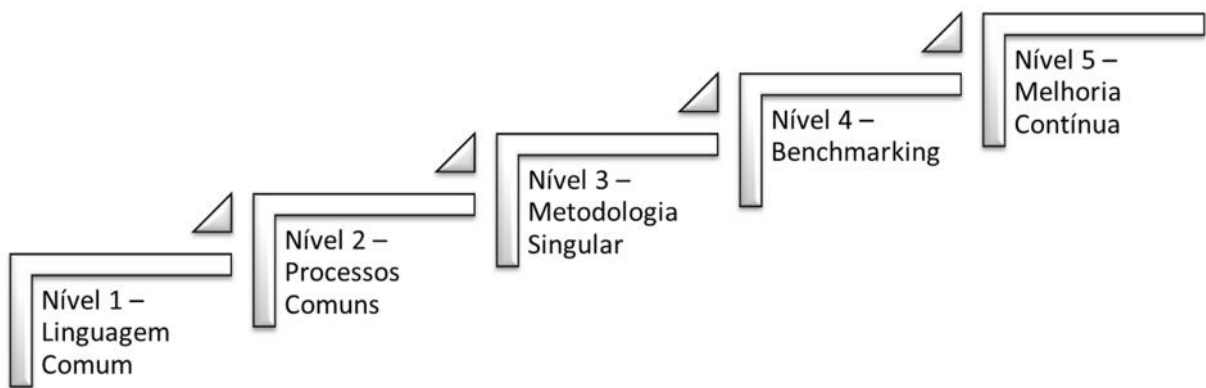 Nível 1 –
Linguagem
Comum
Nível 2 –
Processos
Comuns
Nível 3 –
Metodologia
Singular
Nível 4 –
Benchmarking
Nível 5 –
Melhoria
Contínua